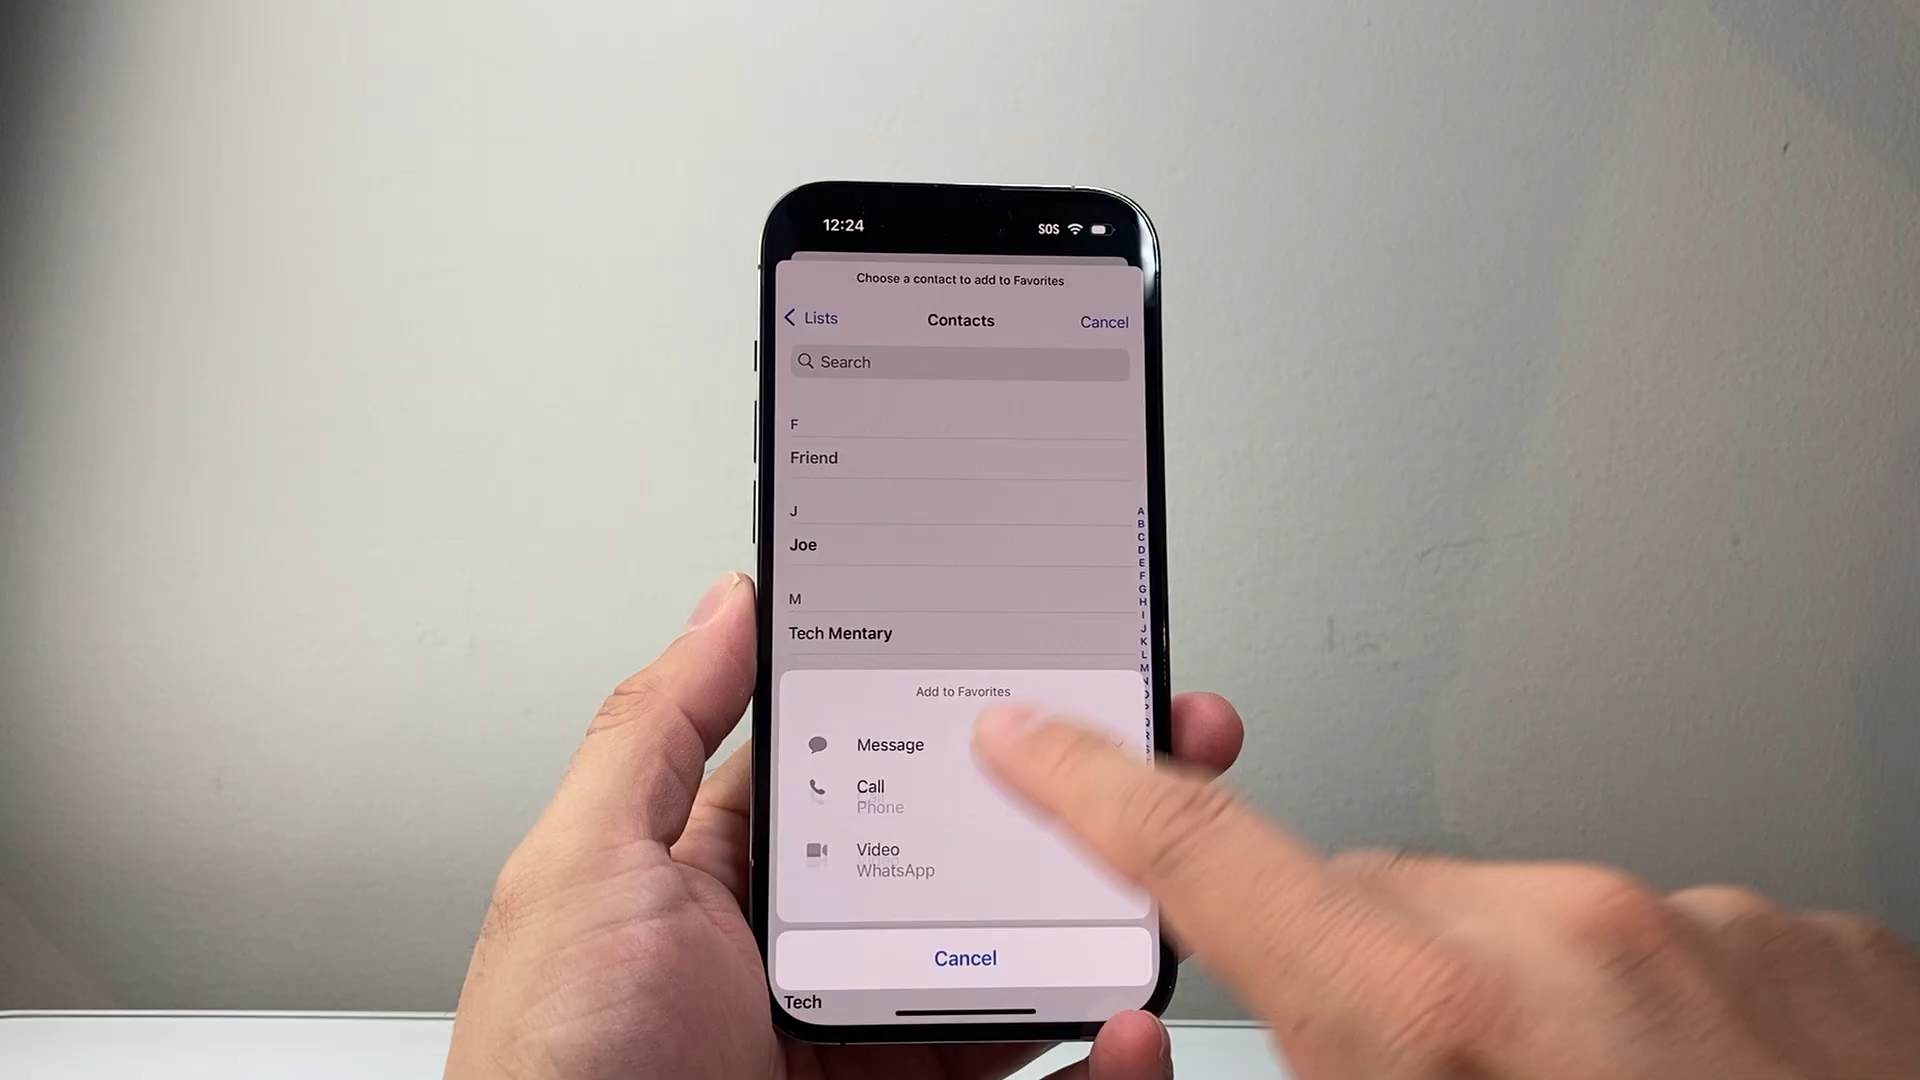 12:24 SOS
Choose a contact to add to Favorites
Lists Contacts Cancel
Search
F
Friend
J
Joe
M
Tech Mentary
A
B
C
D
E
F
G
H
I
J
K
L
M
Add to Favorites
Message
Call
Phone
Video
WhatsApp
Cancel
Tech